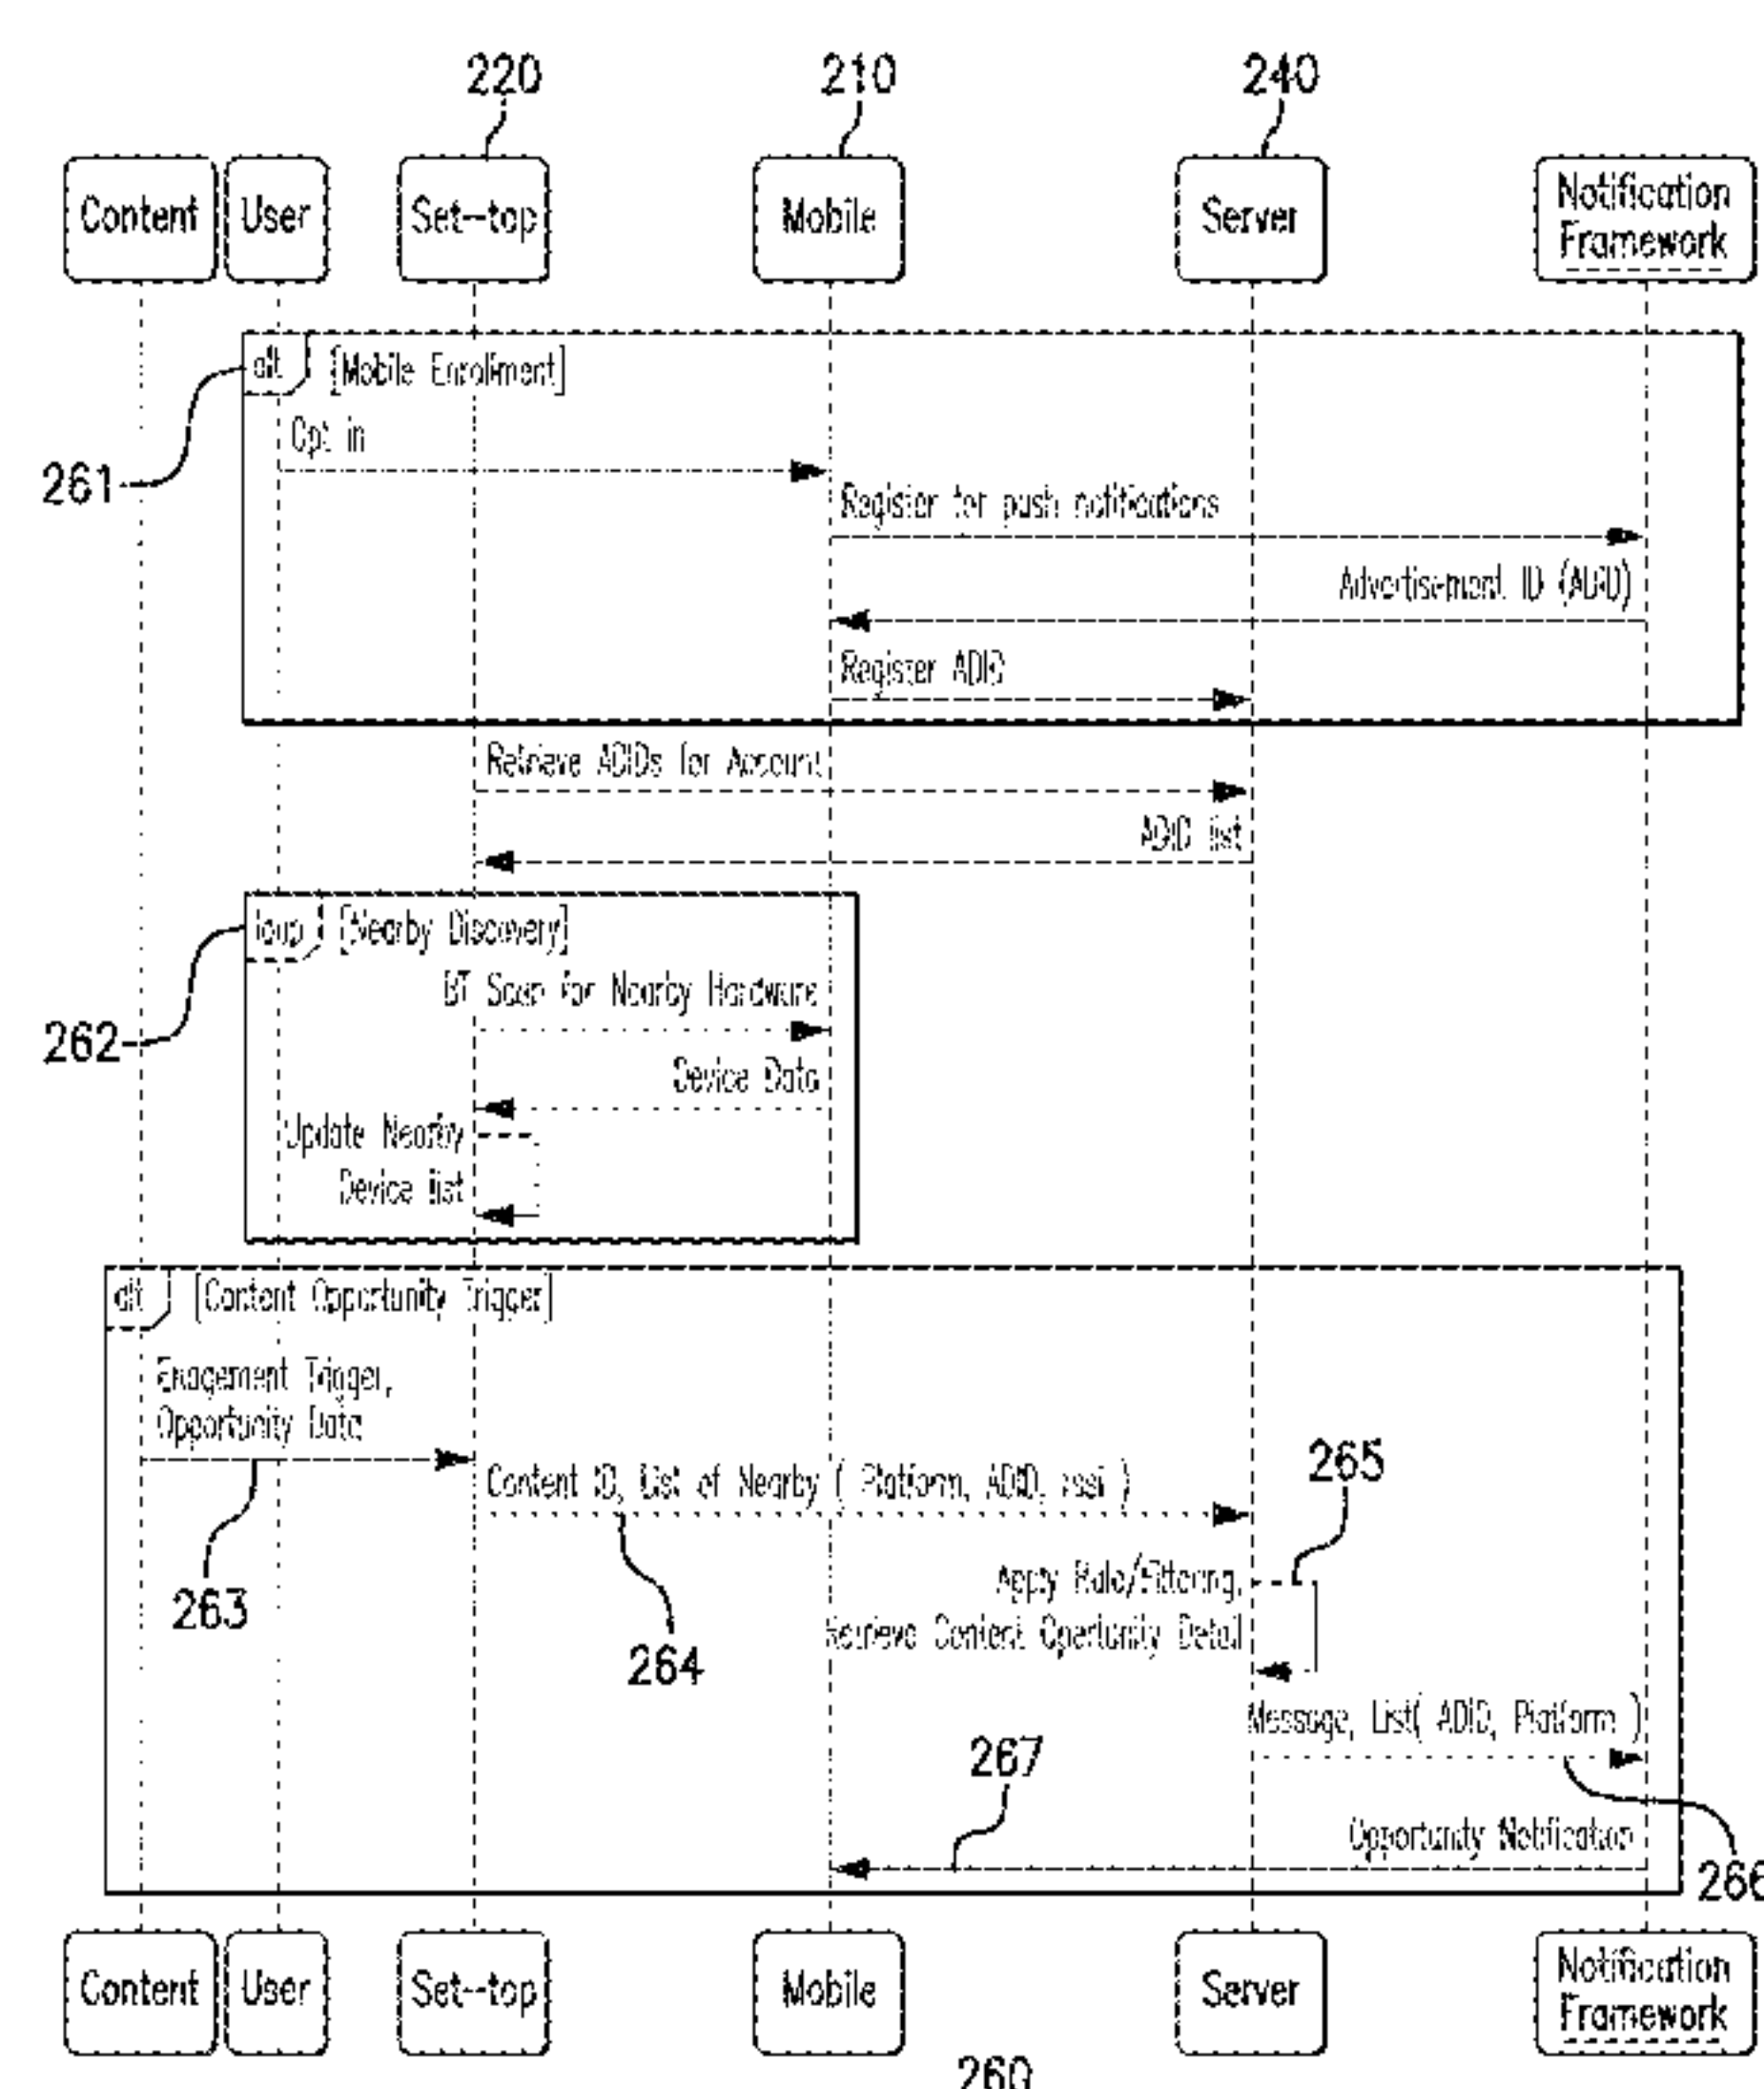 220
210
240
Content
User
Set-top
Mobile
Server
Notification
Framework
alt
[Mobile Enrollment]
Opt in
261
Register for push notifications
Advertisement ID (ADID)
Register ADID
Retrieve ADIDs for Account
ADID list
loop
[Nearby Discovery]
BT Scan for Nearby Hardware
262
Device Data
Update Nearby
Device list
alt
[Content Opportunity Trigger]
Enagement Trigger,
Opportunity Data
265
Content ID, List of Nearby ( Platform, ADID, rssi )
263
Apply Rule/Filtering,
Retrieve Content Opertunity Detail
264
Message, List( ADID, Platform )
267
Opportunity Notification
266
Content
User
Set-top
Mobile
Server
Notification
Framework
260